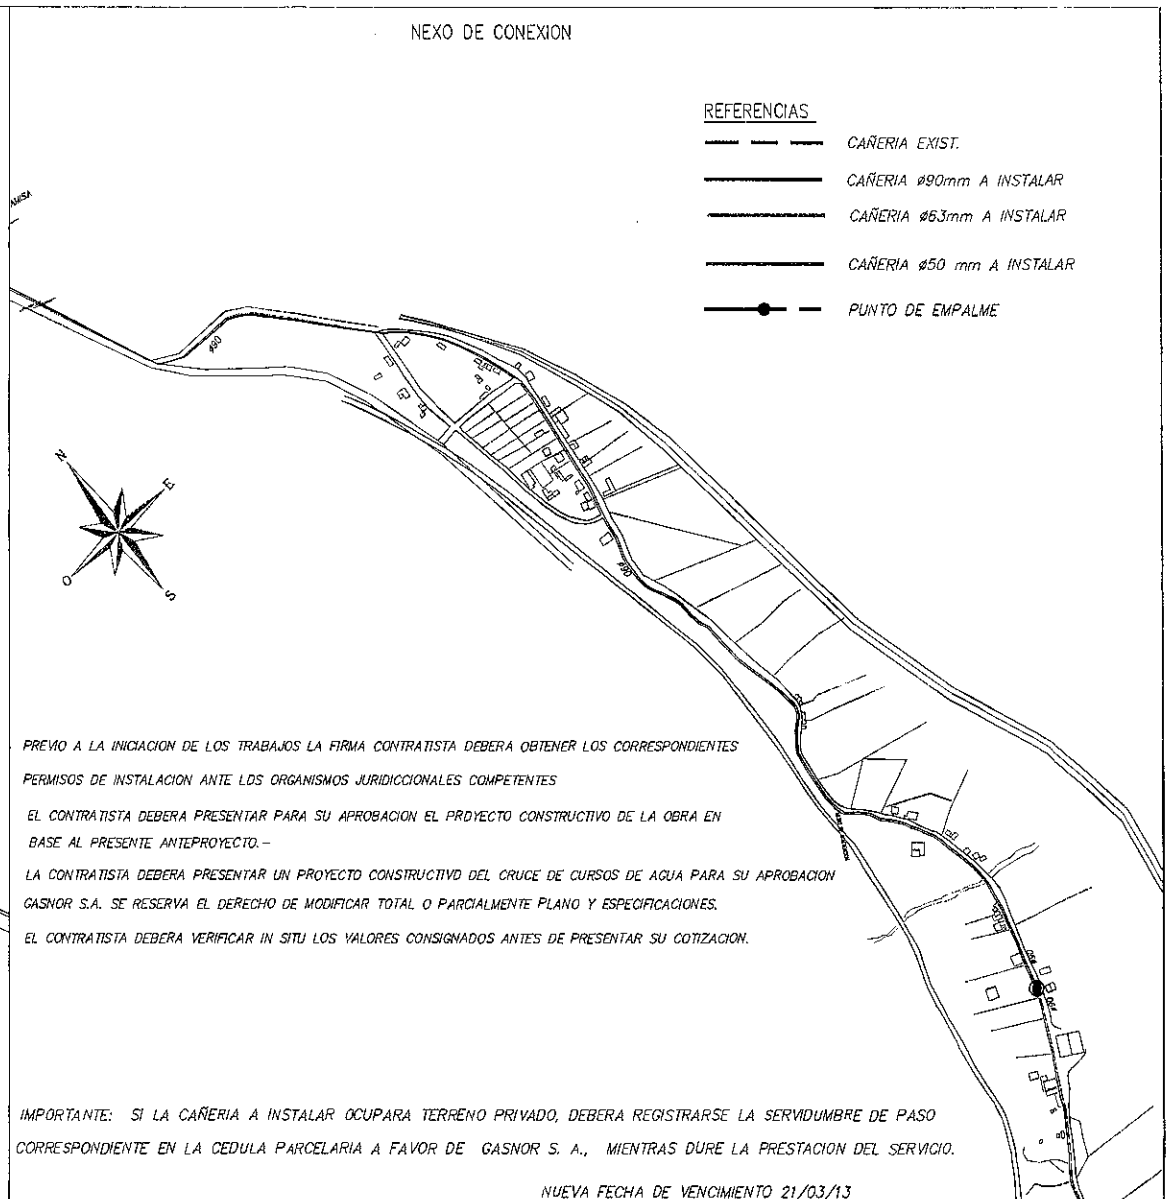 NEXO DE CONEXION
REFERENCIAS
CAÑERIA EXIST.
CAÑERIA ø90mm A INSTALAR
CAÑERIA ø63mm A INSTALAR
CAÑERIA ø50 mm A INSTALAR
PUNTO DE EMPALME
ø90
N
E
O
S
ø90
PREVIO A LA INICIACION DE LOS TRABAJOS LA FIRMA CONTRATISTA DEBERA OBTENER LOS CORRESPONDIENTES
PERMISOS DE INSTALACION ANTE LOS ORGANISMOS JURIDICCIONALES COMPETENTES
EL CONTRATISTA DEBERA PRESENTAR PARA SU APROBACION EL PROYECTO CONSTRUCTIVO DE LA OBRA EN
BASE AL PRESENTE ANTEPROYECTO.-
LA CONTRATISTA DEBERA PRESENTAR UN PROYECTO CONSTRUCTIVO DEL CRUCE DE CURSOS DE AGUA PARA SU APROBACION
GASNOR S.A. SE RESERVA EL DERECHO DE MODIFICAR TOTAL O PARCIALMENTE PLANO Y ESPECIFICACIONES.
EL CONTRATISTA DEBERA VERIFICAR IN SITU LOS VALORES CONSIGNADOS ANTES DE PRESENTAR SU COTIZACION.
ø90
ø90
IMPORTANTE: SI LA CAÑERIA A INSTALAR OCUPARA TERRENO PRIVADO, DEBERA REGISTRARSE LA SERVIDUMBRE DE PASO
CORRESPONDIENTE EN LA CEDULA PARCELARIA A FAVOR DE GASNOR S. A., MIENTRAS DURE LA PRESTACION DEL SERVICIO.
NUEVA FECHA DE VENCIMIENTO 21/03/13